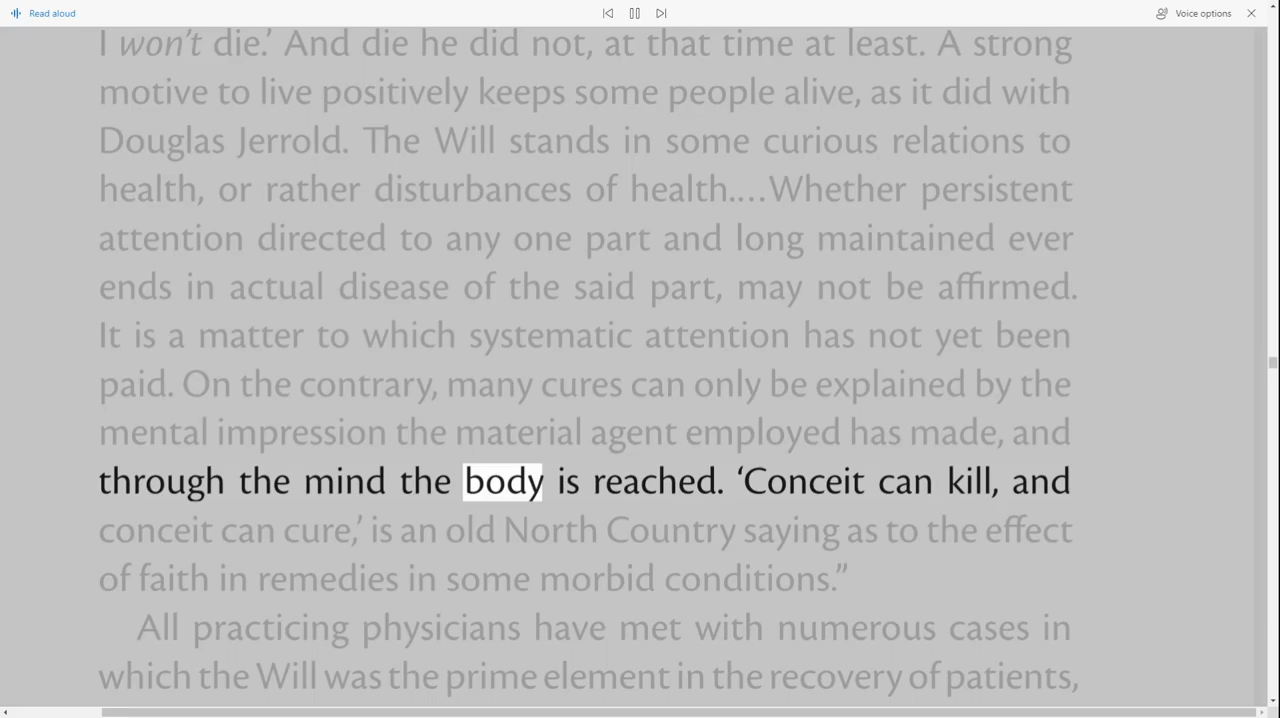 Read aloud
Voice options
I won't die.’ And die he did not, at that time at least. A strong
motive to live positively keeps some people alive, as it did with
Douglas Jerrold. The Will stands in some curious relations to
health, or rather disturbances of health....Whether persistent
attention directed to any one part and long maintained ever
ends in actual disease of the said part, may not be affirmed.
It is a matter to which systematic attention has not yet been
paid. On the contrary, many cures can only be explained by the
mental impression the material agent employed has made, and
through the mind the body is reached. ‘Conceit can kill, and
conceit can cure,’ is an old North Country saying as to the effect
of faith in remedies in some morbid conditions.”
All practicing physicians have met with numerous cases in
which the Will was the prime element in the recovery of patients,